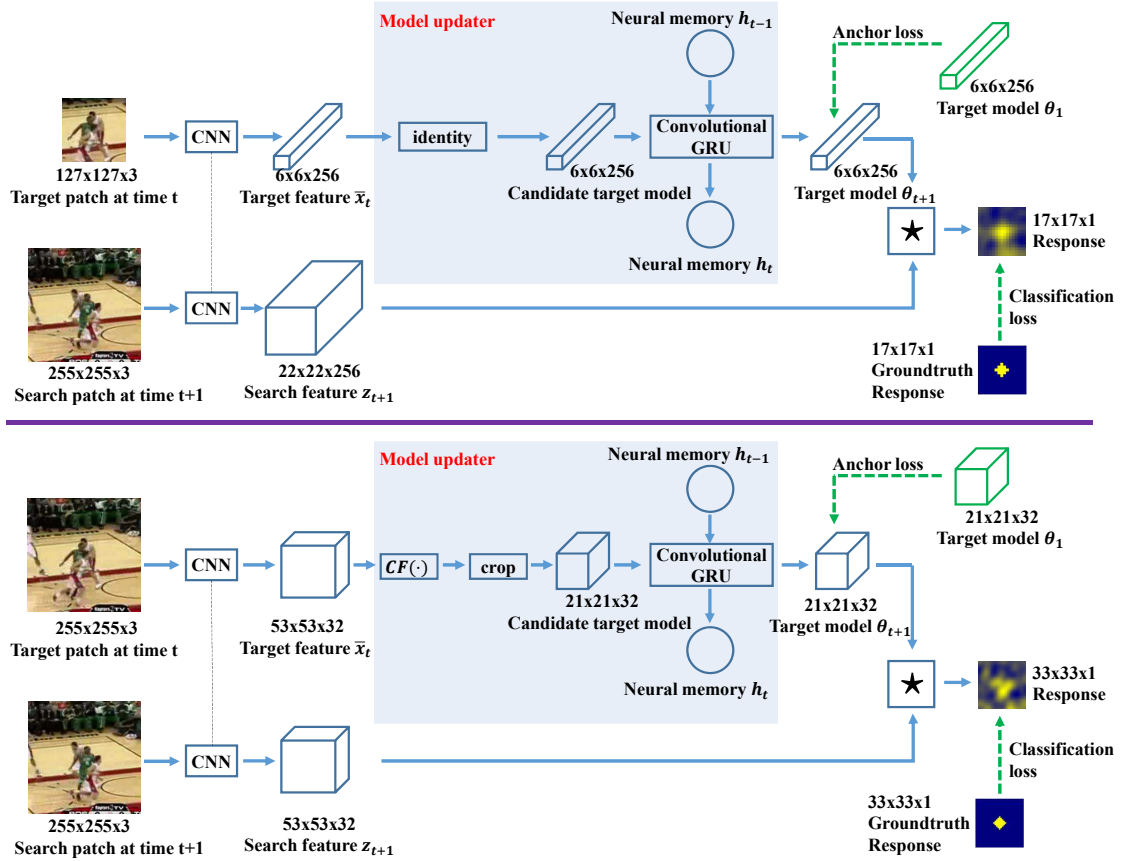 Model updater
Neural memory h_{t−1}
Anchor loss
6x6x256
Target model θ_1
CNN
identity
Convolutional
GRU
127x127x3
Target patch at time t
6x6x256
Target feature x̅_t
6x6x256
Candidate target model
6x6x256
Target model θ_{t+1}
★
17x17x1
Response
Neural memory h_t
CNN
Classification
loss
255x255x3
Search patch at time t+1
22x22x256
Search feature z_{t+1}
17x17x1
Groundtruth
Response
Model updater
Neural memory h_{t−1}
Anchor loss
21x21x32
Target model θ_1
CNN
CF(·)
crop
Convolutional
GRU
255x255x3
Target patch at time t
53x53x32
Target feature x̅_t
21x21x32
Candidate target model
21x21x32
Target model θ_{t+1}
★
33x33x1
Response
Neural memory h_t
CNN
Classification
loss
255x255x3
Search patch at time t+1
53x53x32
Search feature z_{t+1}
33x33x1
Groundtruth
Response